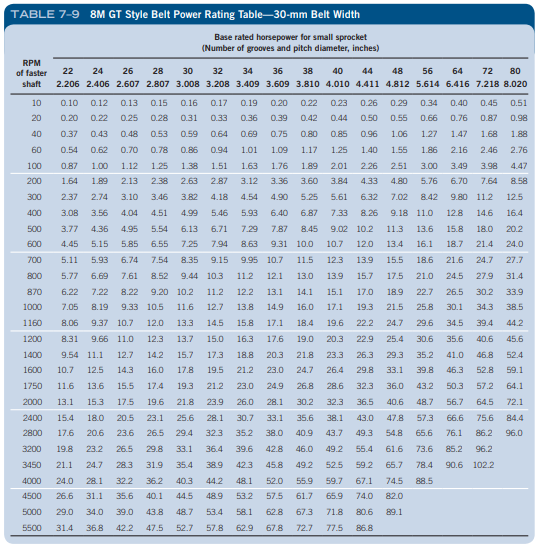 TABLE 7–9 8M GT Style Belt Power Rating Table—30-mm Belt Width
Base rated horsepower for small sprocket
(Number of grooves and pitch diameter, inches)
RPM
of faster 22 24 26 28 30 32 34 36 38 40 44 48 56 64 72 80
shaft 2.206 2.406 2.607 2.807 3.008 3.208 3.409 3.609 3.810 4.010 4.411 4.812 5.614 6.416 7.218 8.020
10 0.10 0.12 0.13 0.15 0.16 0.17 0.19 0.20 0.22 0.23 0.26 0.29 0.34 0.40 0.45 0.51
20 0.20 0.22 0.25 0.28 0.31 0.33 0.36 0.39 0.42 0.44 0.50 0.55 0.66 0.76 0.87 0.98
40 0.37 0.43 0.48 0.53 0.59 0.64 0.69 0.75 0.80 0.85 0.96 1.06 1.27 1.47 1.68 1.88
60 0.54 0.62 0.70 0.78 0.86 0.94 1.01 1.09 1.17 1.25 1.40 1.55 1.86 2.16 2.46 2.76
100 0.87 1.00 1.12 1.25 1.38 1.51 1.63 1.76 1.89 2.01 2.26 2.51 3.00 3.49 3.98 4.47
200 1.64 1.89 2.13 2.38 2.63 2.87 3.12 3.36 3.60 3.84 4.33 4.80 5.76 6.70 7.64 8.58
300 2.37 2.74 3.10 3.46 3.82 4.18 4.54 4.90 5.25 5.61 6.32 7.02 8.42 9.80 11.2 12.5
400 3.08 3.56 4.04 4.51 4.99 5.46 5.93 6.40 6.87 7.33 8.26 9.18 11.0 12.8 14.6 16.4
500 3.77 4.36 4.95 5.54 6.13 6.71 7.29 7.87 8.45 9.02 10.2 11.3 13.6 15.8 18.0 20.2
600 4.45 5.15 5.85 6.55 7.25 7.94 8.63 9.31 10.0 10.7 12.0 13.4 16.1 18.7 21.4 24.0
700 5.11 5.93 6.74 7.54 8.35 9.15 9.95 10.7 11.5 12.3 13.9 15.5 18.6 21.6 24.7 27.7
800 5.77 6.69 7.61 8.52 9.44 10.3 11.2 12.1 13.0 13.9 15.7 17.5 21.0 24.5 27.9 31.4
870 6.22 7.22 8.22 9.20 10.2 11.2 12.2 13.1 14.1 15.1 17.0 18.9 22.7 26.5 30.2 33.9
1000 7.05 8.19 9.33 10.5 11.6 12.7 13.8 14.9 16.0 17.1 19.3 21.5 25.8 30.1 34.3 38.5
1160 8.06 9.37 10.7 12.0 13.3 14.5 15.8 17.1 18.4 19.6 22.2 24.7 29.6 34.5 39.4 44.2
1200 8.31 9.66 11.0 12.3 13.7 15.0 16.3 17.6 19.0 20.3 22.9 25.4 30.6 35.6 40.6 45.6
1400 9.54 11.1 12.7 14.2 15.7 17.3 18.8 20.3 21.8 23.3 26.3 29.3 35.2 41.0 46.8 52.4
1600 10.7 12.5 14.3 16.0 17.8 19.5 21.2 23.0 24.7 26.4 29.8 33.1 39.8 46.3 52.8 59.1
1750 11.6 13.6 15.5 17.4 19.3 21.2 23.0 24.9 26.8 28.6 32.3 36.0 43.2 50.3 57.2 64.1
2000 13.1 15.3 17.5 19.6 21.8 23.9 26.0 28.1 30.2 32.3 36.5 40.6 48.7 56.7 64.5 72.1
2400 15.4 18.0 20.5 23.1 25.6 28.1 30.7 33.1 35.6 38.1 43.0 47.8 57.3 66.6 75.6 84.4
2800 17.6 20.6 23.6 26.5 29.4 32.3 35.2 38.0 40.9 43.7 49.3 54.8 65.6 76.1 86.2 96.0
3200 19.8 23.2 26.5 29.8 33.1 36.4 39.6 42.8 46.0 49.2 55.4 61.6 73.6 85.2 96.2
3450 21.1 24.7 28.3 31.9 35.4 38.9 42.3 45.8 49.2 52.5 59.2 65.7 78.4 90.6 102.2
4000 24.0 28.1 32.2 36.2 40.3 44.2 48.1 52.0 55.9 59.7 67.1 74.5 88.5
4500 26.6 31.1 35.6 40.1 44.5 48.9 53.2 57.5 61.7 65.9 74.0 82.0
5000 29.0 34.0 39.0 43.8 48.7 53.4 58.1 62.8 67.3 71.8 80.6 89.1
5500 31.4 36.8 42.2 47.5 52.7 57.8 62.9 67.8 72.7 77.5 86.8